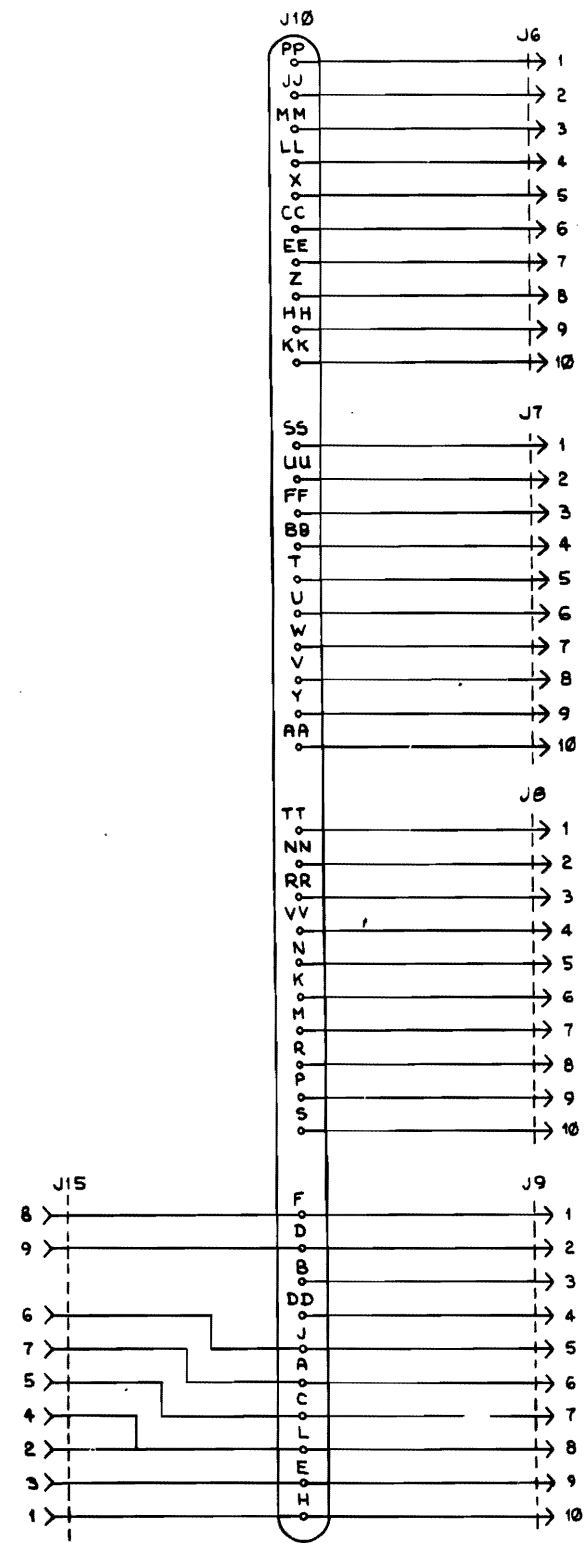 J10
J6
PP 1
JJ 2
MM 3
LL 4
X 5
CC 6
EE 7
Z 8
HH 9
KK 10
J7
SS 1
UU 2
FF 3
BB 4
T 5
U 6
W 7
V 8
Y 9
AA 10
J8
TT 1
NN 2
RR 3
VV 4
N 5
K 6
M 7
R 8
P 9
S 10
J15 J9
8 F 1
9 D 2
B 3
6 DD 4
7 J 5
5 A 6
4 C 7
2 L 8
3 E 9
1 H 10